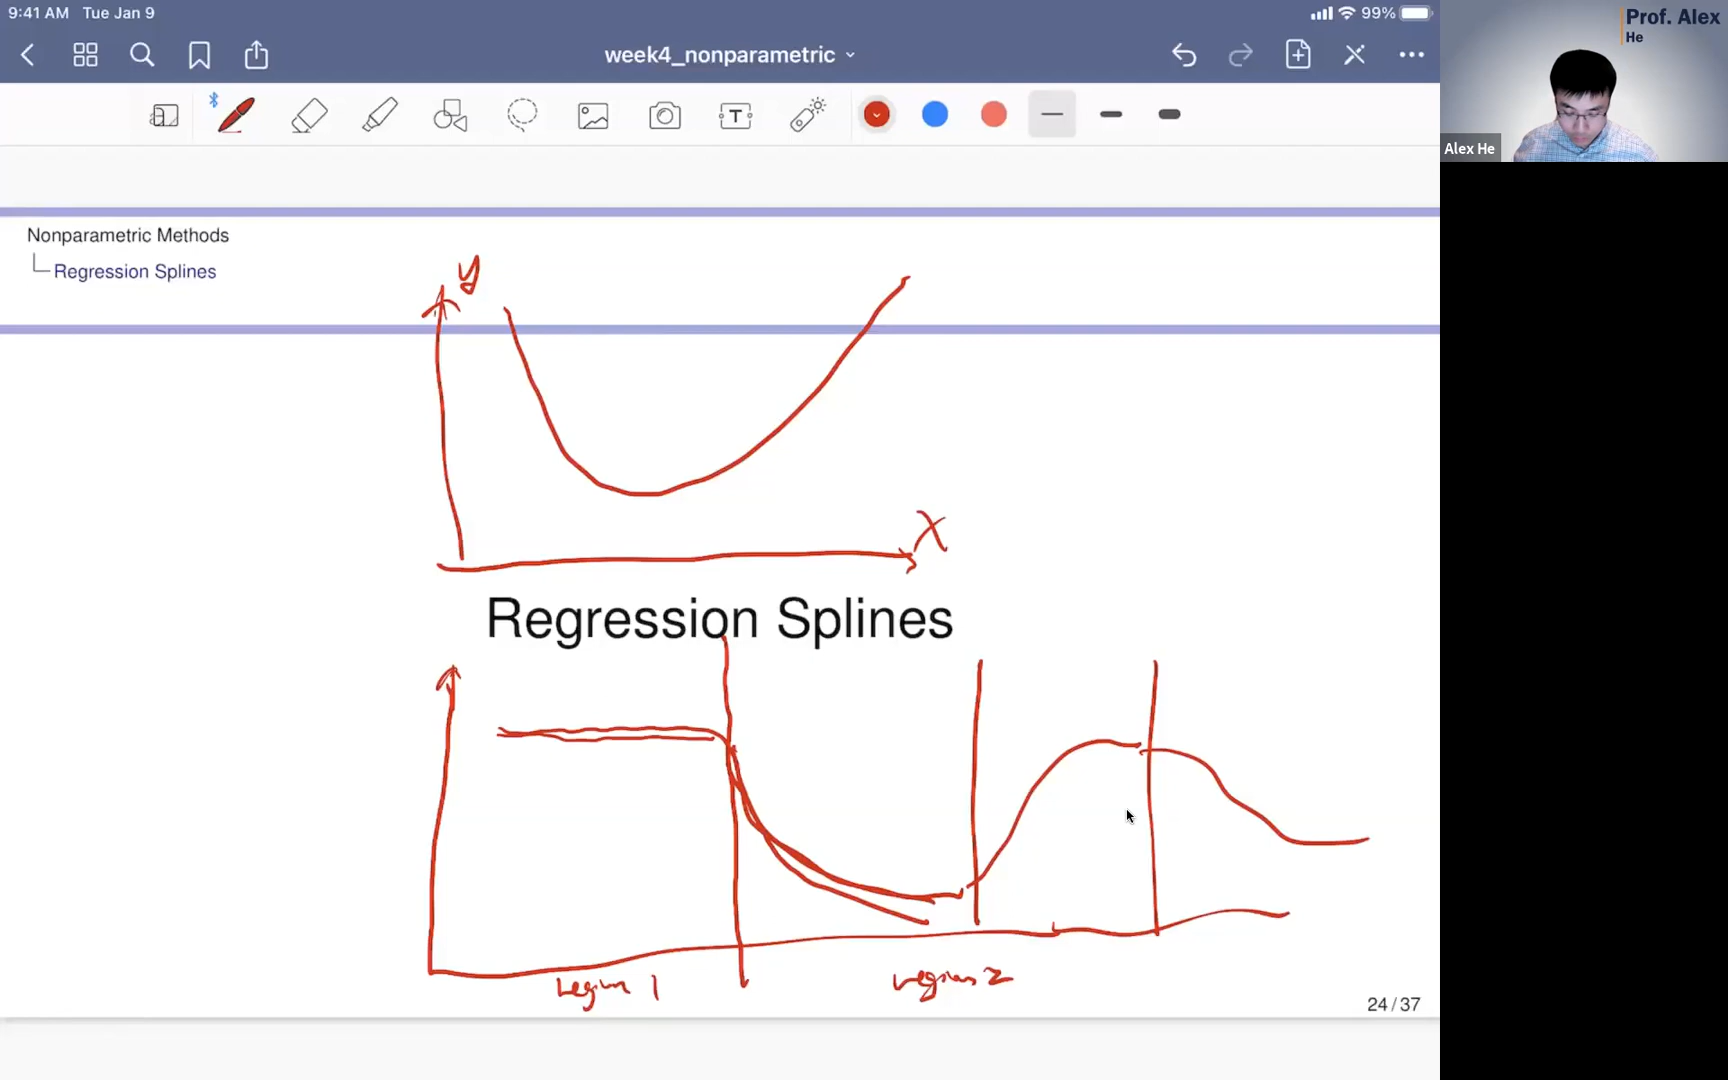 9:41 AM Tue Jan 9
99%
week4_nonparametric
T
Prof. Alex
He
Alex He
Nonparametric Methods
Regression Splines
y
X
Regression Splines
region 1
region 2
24/37